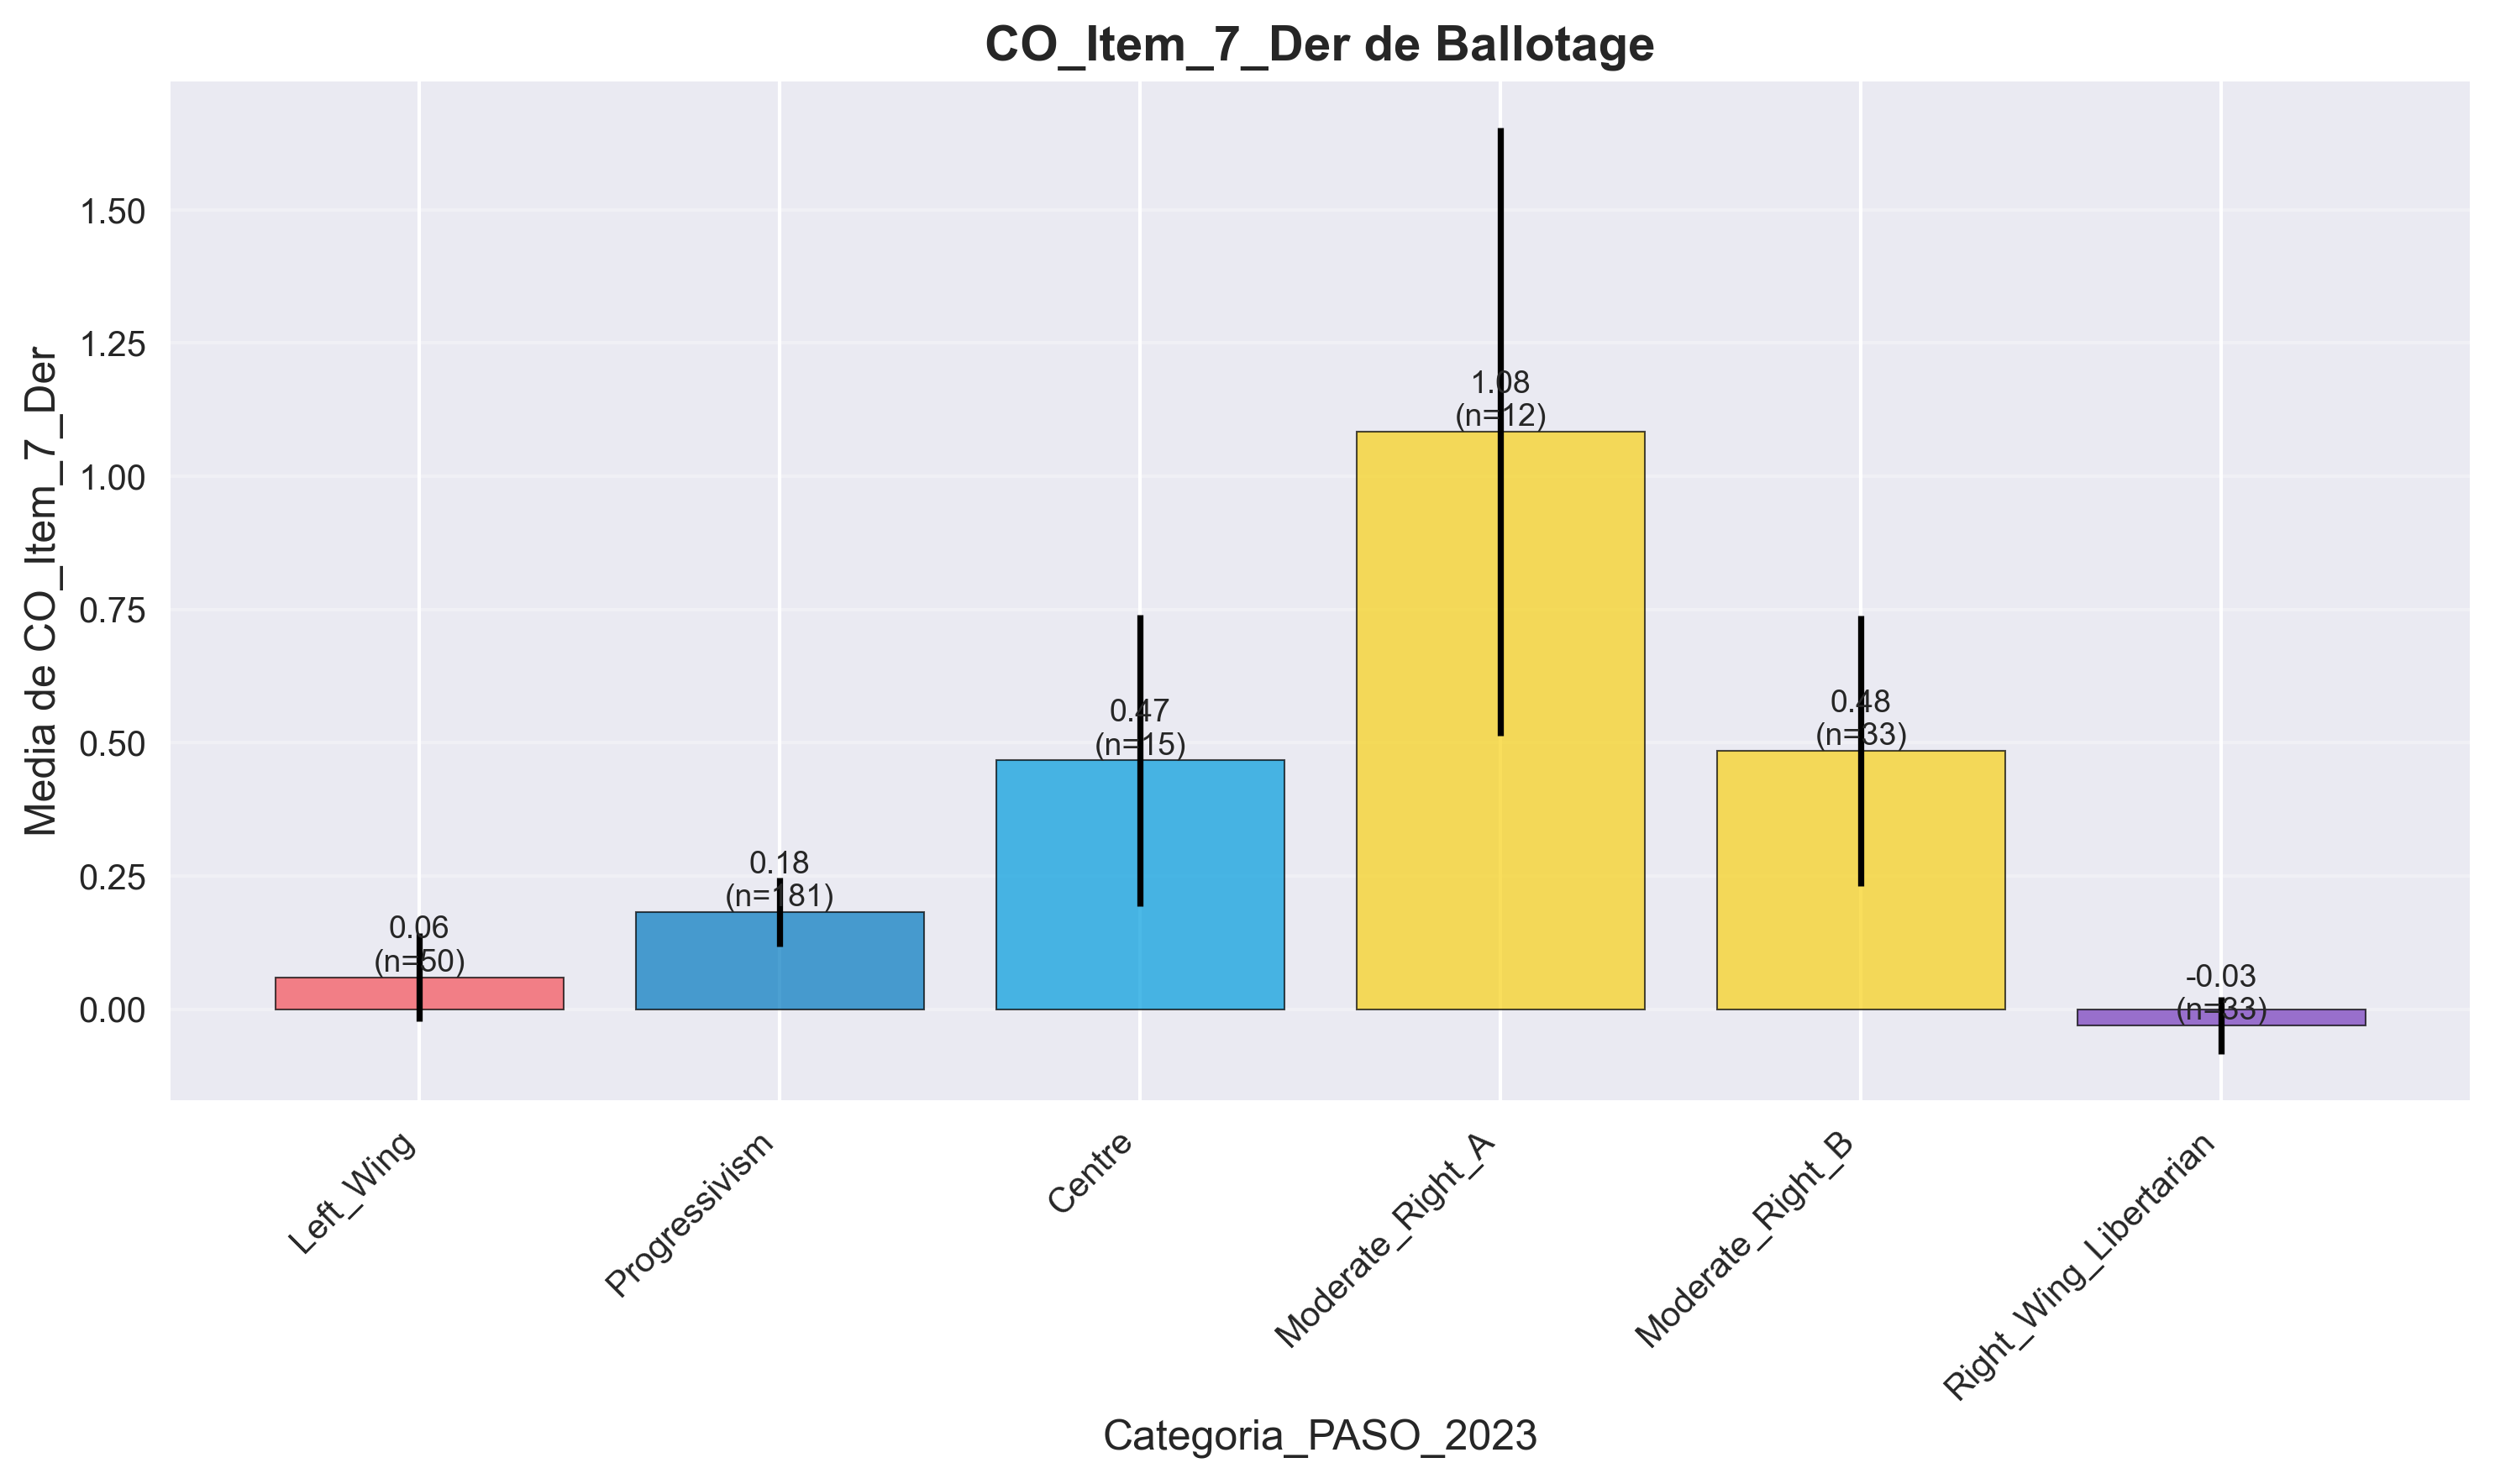 CO_Item_7_Der de Ballotage
Media de CO_Item_7_Der
1.50
1.25
1.00
0.75
0.50
0.25
0.00
0.06
(n=50)
0.18
(n=181)
0.47
(n=15)
1.08
(n=12)
0.48
(n=33)
-0.03
(n=33)
Left_Wing
Progressivism
Centre
Moderate_Right_A
Moderate_Right_B
Right_Wing_Libertarian
Categoria_PASO_2023